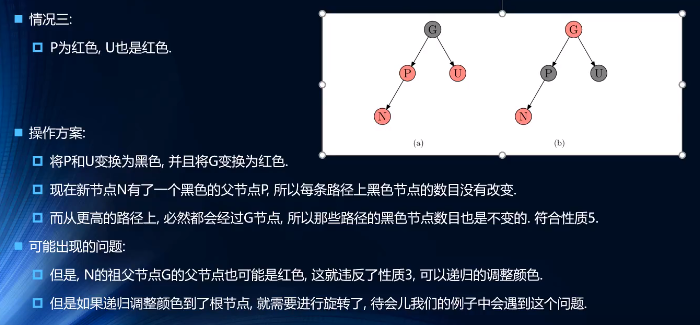 情况三:
P为红色, U也是红色.
G
G
P
U
P
U
N
N
(a)
(b)
操作方案:
将P和U变换为黑色, 并且将G变换为红色.
现在新节点N有了一个黑色的父节点P, 所以每条路径上黑色节点的数目没有改变.
而从更高的路径上, 必然都会经过G节点, 所以那些路径的黑色节点数目也是不变的. 符合性质5.
可能出现的问题:
但是, N的祖父节点G的父节点也可能是红色, 这就违反了性质3, 可以递归的调整颜色.
但是如果递归调整颜色到了根节点, 就需要进行旋转了, 待会儿我们的例子中会遇到这个问题.